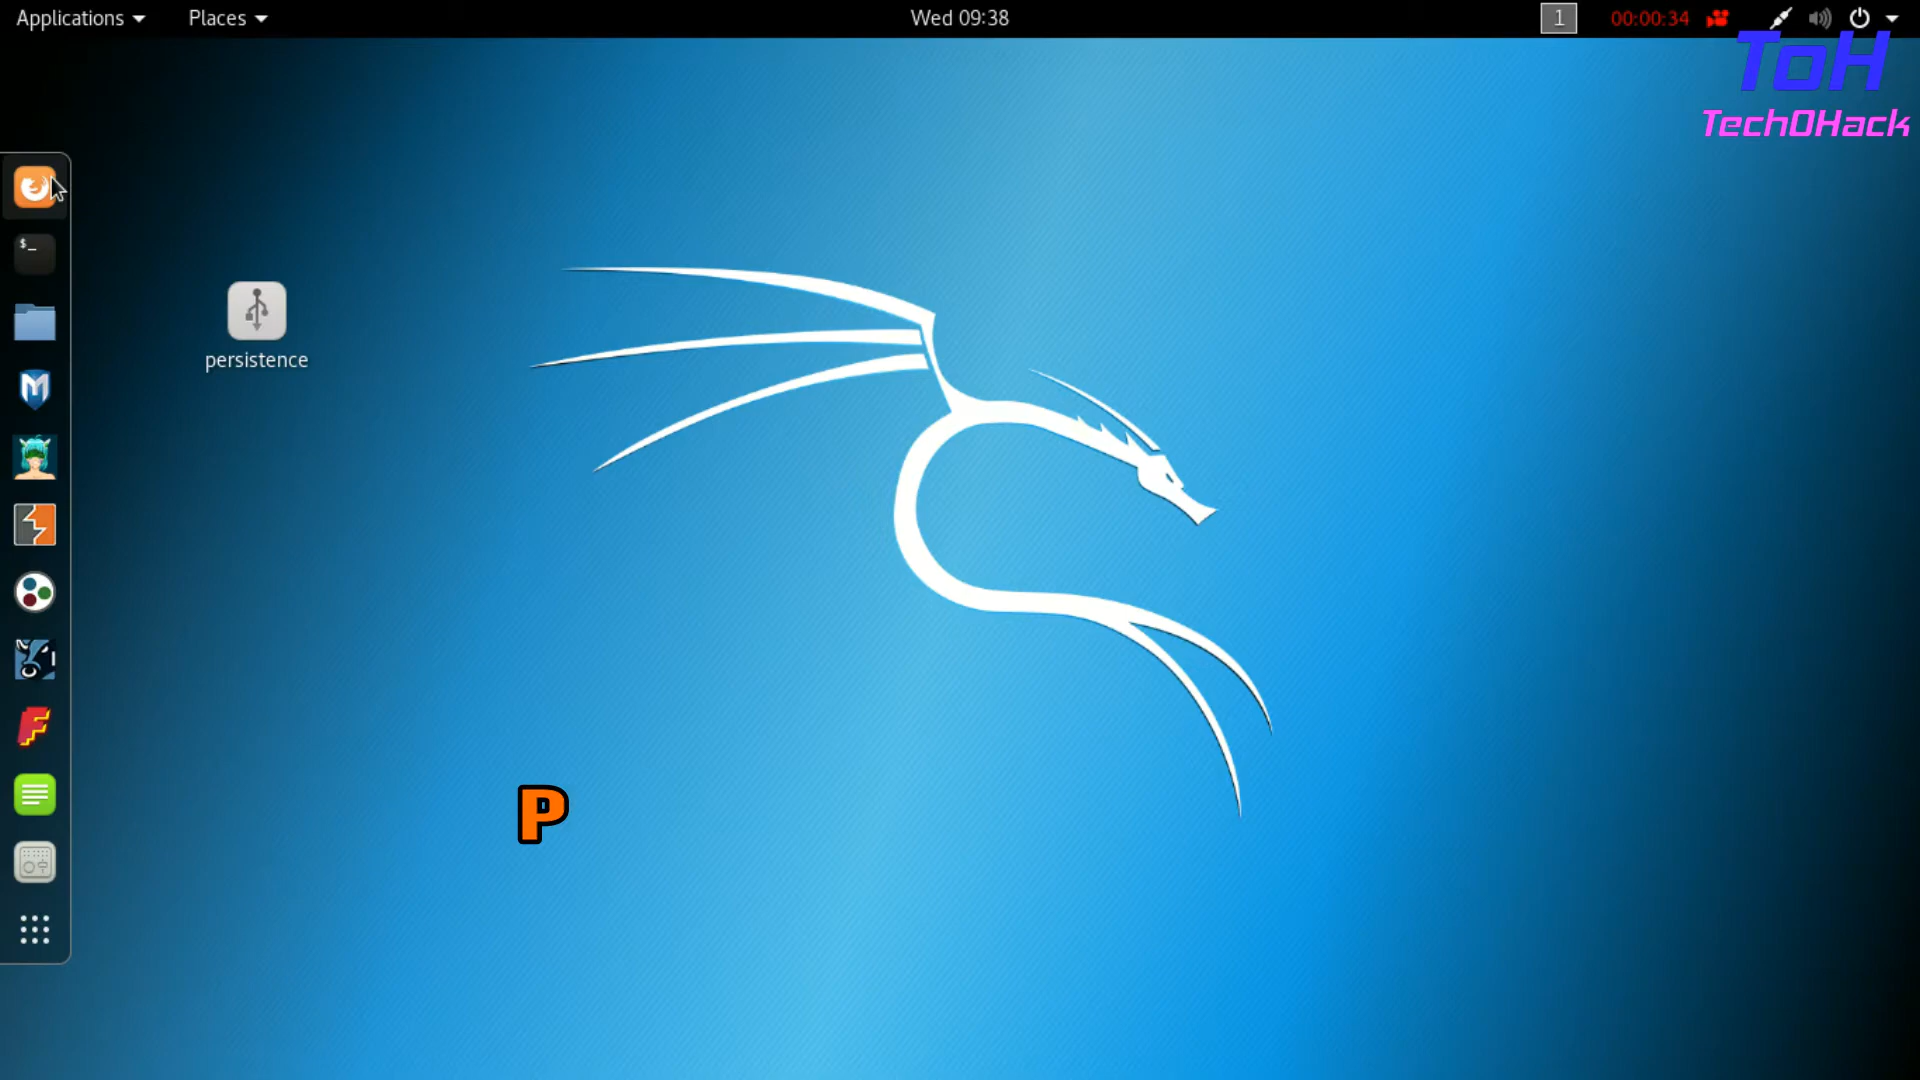 Applications Places Wed 09:38 1 00:00:34
ToH
TechOHack
$_
persistence
P